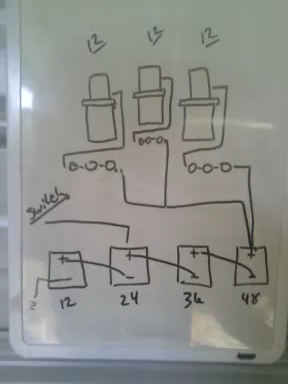 12 12 12
Switch
+ + + +
- - - -
12 24 36 48